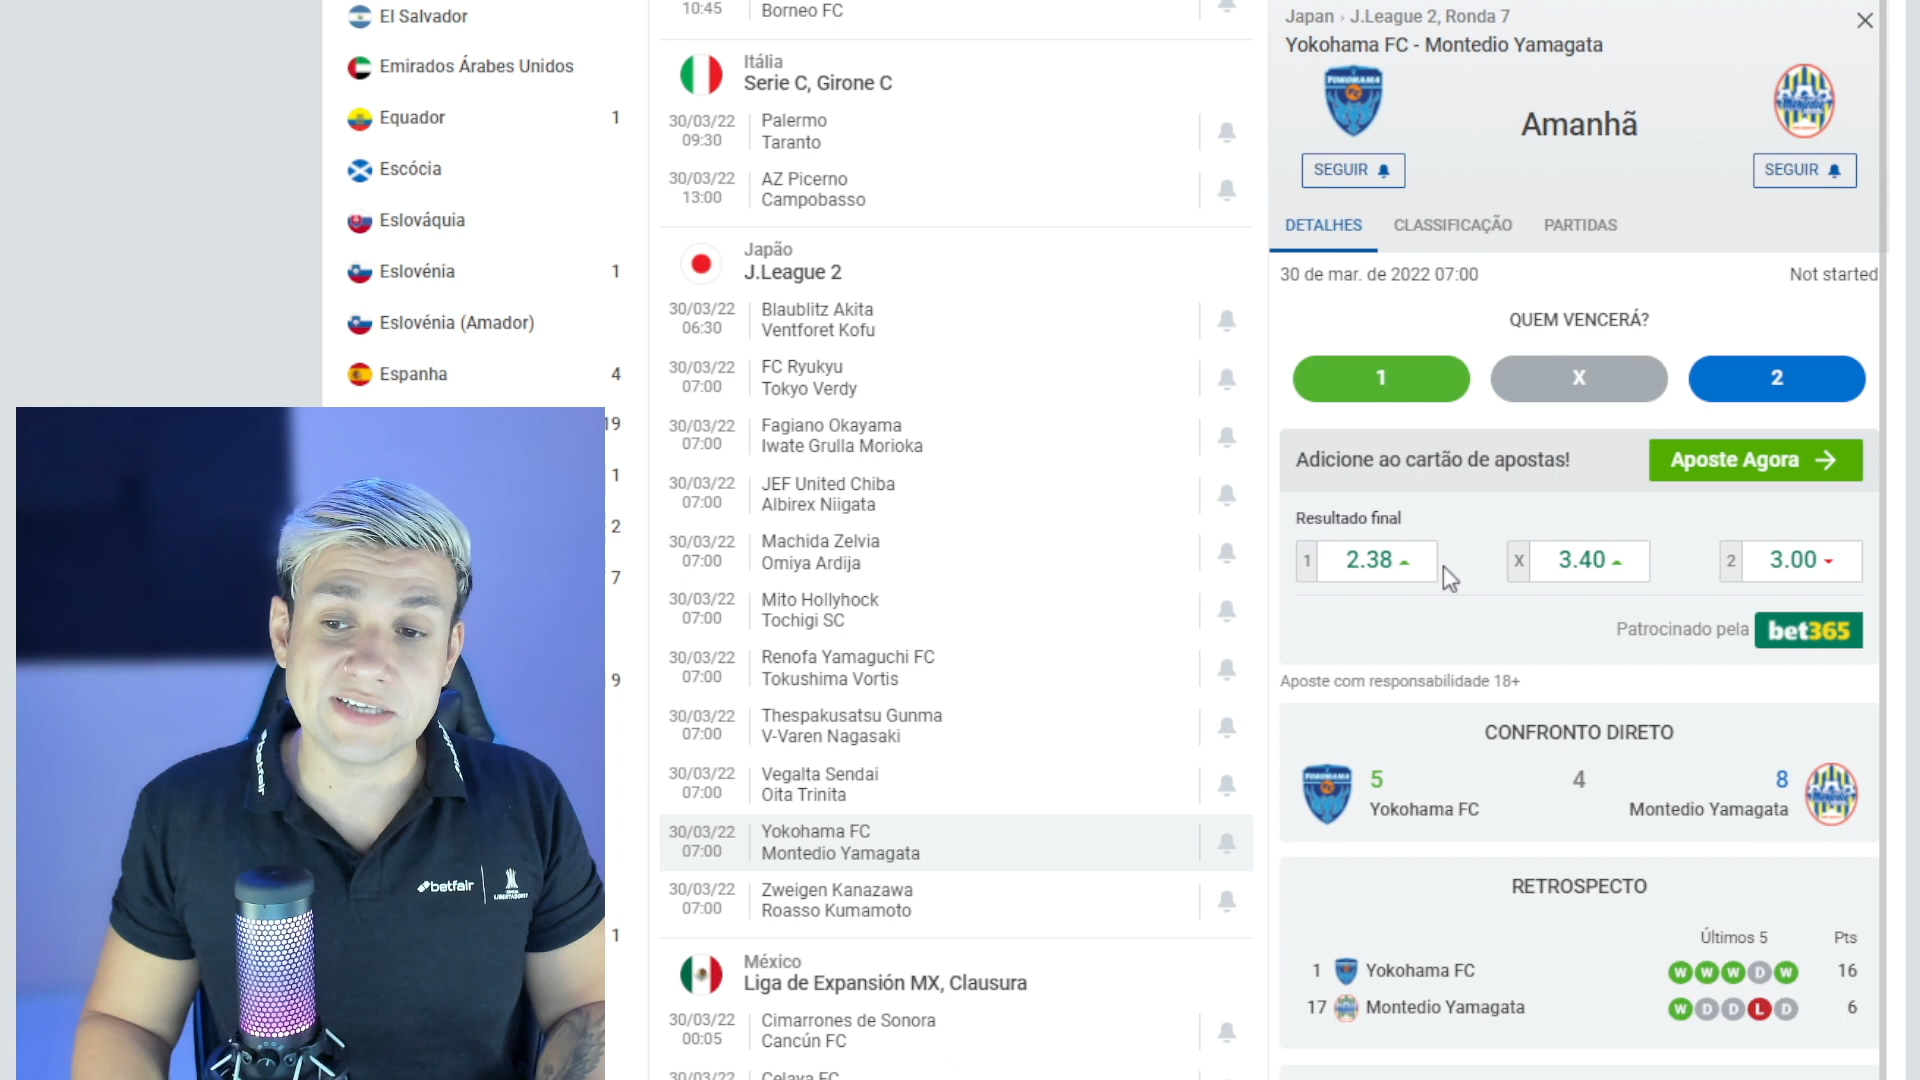 El Salvador
Emirados Árabes Unidos
Equador 1
Escócia
Eslováquia
Eslovénia 1
Eslovénia (Amador)
Espanha 4
19
1
2
7
9
1
10:45 Borneo FC
Itália
Serie C, Girone C
30/03/22 Palermo
09:30 Taranto
30/03/22 AZ Picerno
13:00 Campobasso
Japão
J.League 2
30/03/22 Blaublitz Akita
06:30 Ventforet Kofu
30/03/22 FC Ryukyu
07:00 Tokyo Verdy
30/03/22 Fagiano Okayama
07:00 Iwate Grulla Morioka
30/03/22 JEF United Chiba
07:00 Albirex Niigata
30/03/22 Machida Zelvia
07:00 Omiya Ardija
30/03/22 Mito Hollyhock
07:00 Tochigi SC
30/03/22 Renofa Yamaguchi FC
07:00 Tokushima Vortis
30/03/22 Thespakusatsu Gunma
07:00 V-Varen Nagasaki
30/03/22 Vegalta Sendai
07:00 Oita Trinita
30/03/22 Yokohama FC
07:00 Montedio Yamagata
30/03/22 Zweigen Kanazawa
07:00 Roasso Kumamoto
México
Liga de Expansión MX, Clausura
30/03/22 Cimarrones de Sonora
00:05 Cancún FC
30/03/22 Celaya FC
Japan › J.League 2, Ronda 7
Yokohama FC - Montedio Yamagata
Amanhã
SEGUIR SEGUIR
DETALHES CLASSIFICAÇÃO PARTIDAS
30 de mar. de 2022 07:00 Not started
QUEM VENCERÁ?
1 X 2
Adicione ao cartão de apostas! Aposte Agora →
Resultado final
1 2.38 X 3.40 2 3.00
Patrocinado pela bet365
Aposte com responsabilidade 18+
CONFRONTO DIRETO
5 4 8
Yokohama FC Montedio Yamagata
RETROSPECTO
Últimos 5 Pts
1 Yokohama FC W W W D W 16
17 Montedio Yamagata W D D L D 6
betfair
betfair
LIBERTADORES